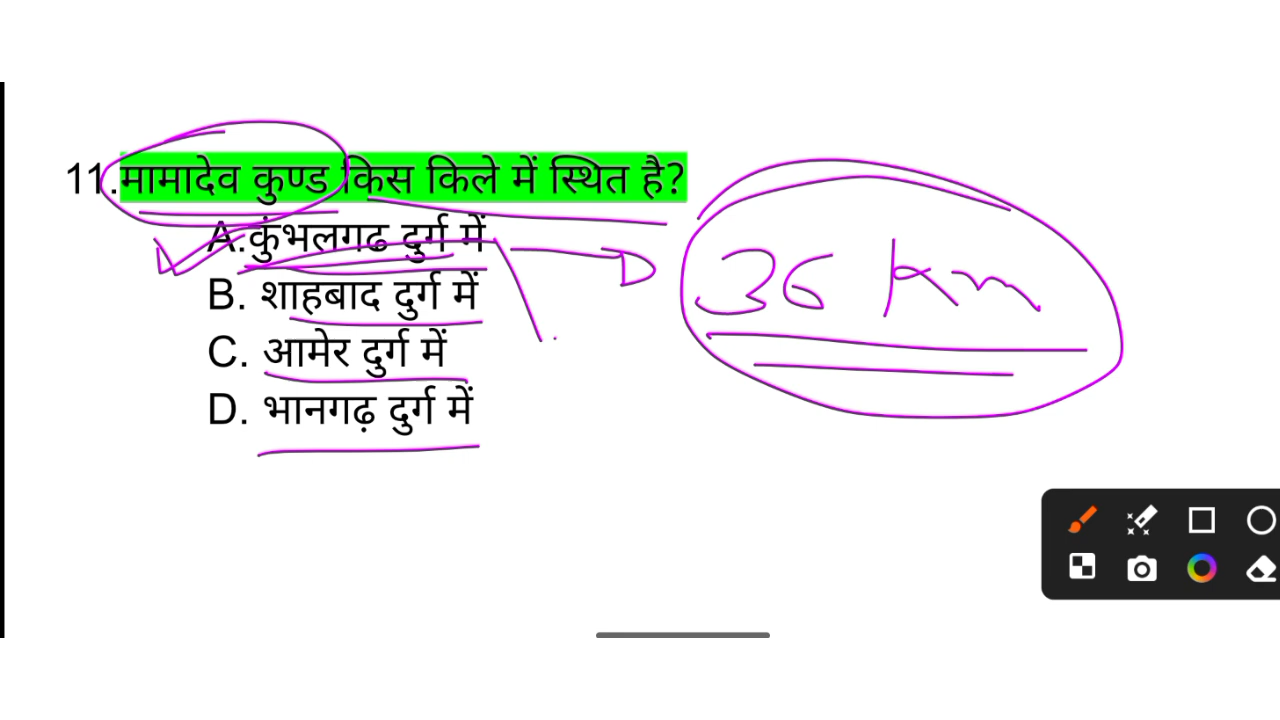 11.मामादेव कुण्ड किस किले में स्थित है?
A.कुंभलगढ दुर्ग में
B. शाहबाद दुर्ग में
C. आमेर दुर्ग में
D. भानगढ़ दुर्ग में
36 km